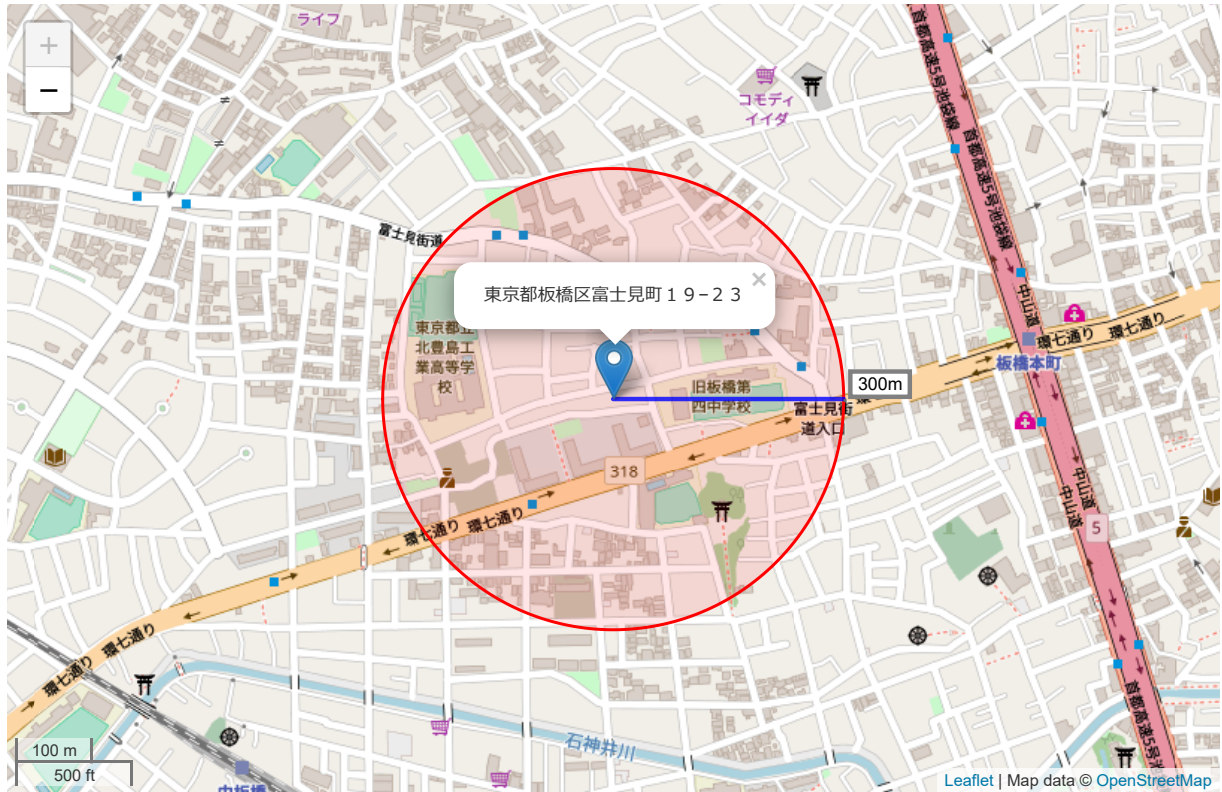 ライフ
+
−
コモディ
イイダ
首都高速5号池袋線
首都高速5号池袋線
富士見街道
東京都板橋区富士見町１９−２３
×
中山道
環七通り 環七通り
板橋本町
東京都立
北豊島工
業高等学
校
旧板橋第
四中学校
300m
富士見街
道入口
環
318
中山道
中山道
5
環七通り 環七通り
環七通り 環七通り
首都高速5号池
石神井川
中板橋
100 m
500 ft
Leaflet | Map data © OpenStreetMap